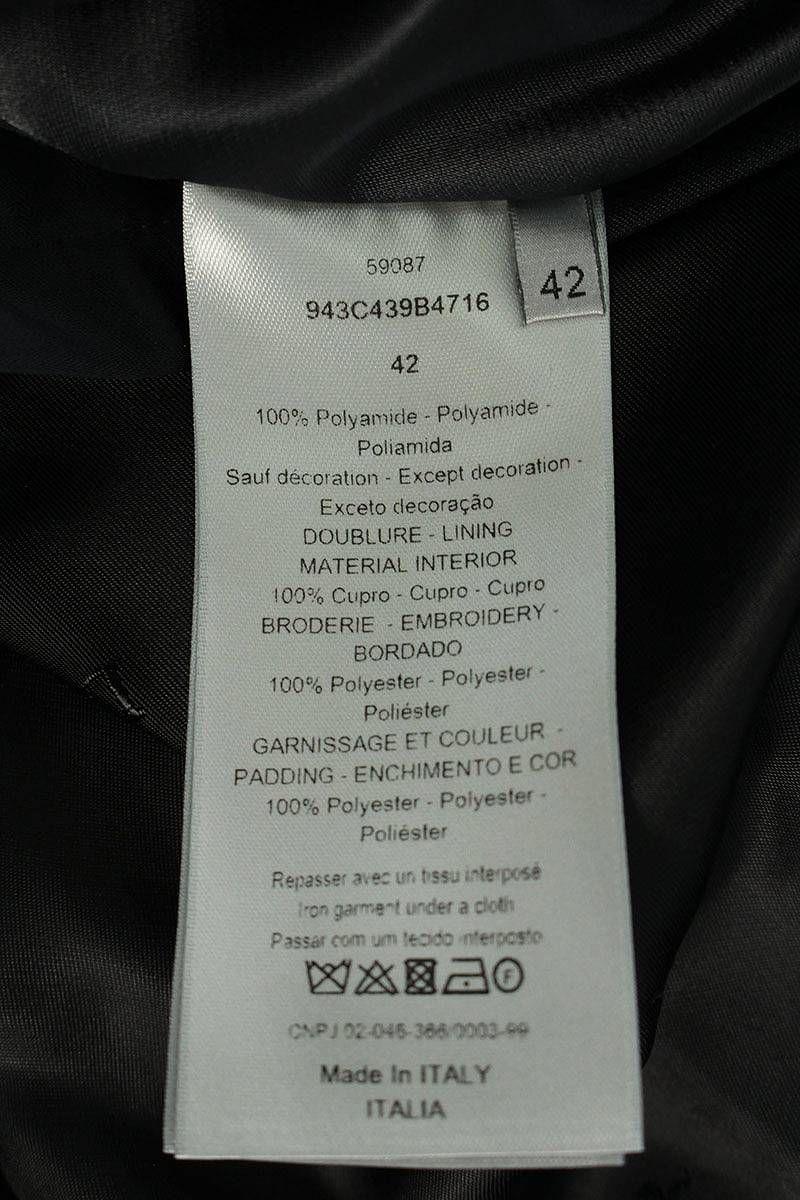 59087
42
943C439B4716
42
100% Polyamide - Polyamide -
Poliamida
Sauf décoration - Except decoration -
Exceto decoração
DOUBLURE - LINING
MATERIAL INTERIOR
100% Cupro - Cupro - Cupro
BRODERIE - EMBROIDERY -
BORDADO
100% Polyester - Polyester -
Poliéster
GARNISSAGE ET COULEUR -
PADDING - ENCHIMENTO E COR
100% Polyester - Polyester -
Poliéster
Repasser avec un tissu interposé
Iron garment under a cloth
Passar com um tecido interposto
F
CNPJ 02-046-366/0003-99
Made In ITALY
ITALIA